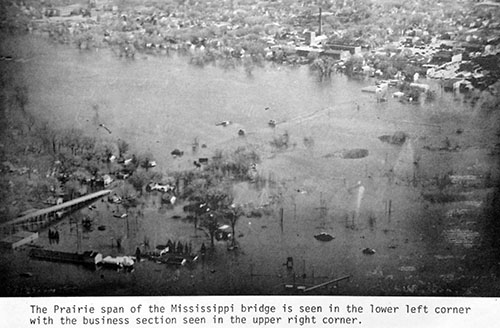 The Prairie span of the Mississippi bridge is seen in the lower left corner
with the business section seen in the upper right corner.